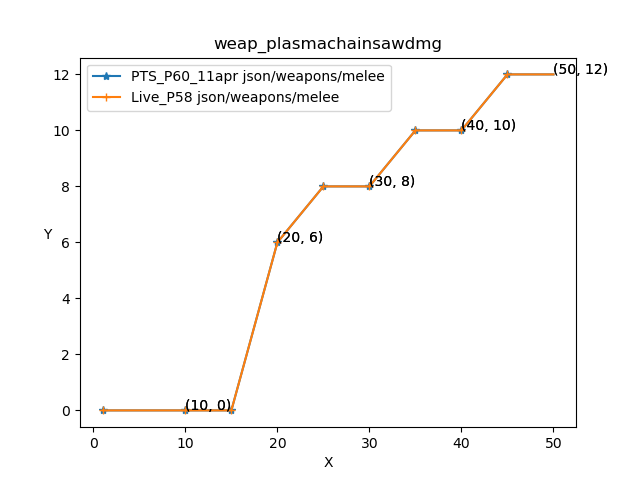 weap_plasmachainsawdmg
PTS_P60_11apr json/weapons/melee
Live_P58 json/weapons/melee
12
(50, 12)
10
(40, 10)
8
(30, 8)
Y
6
(20, 6)
4
2
0
(10, 0)
0 10 20 30 40 50
X